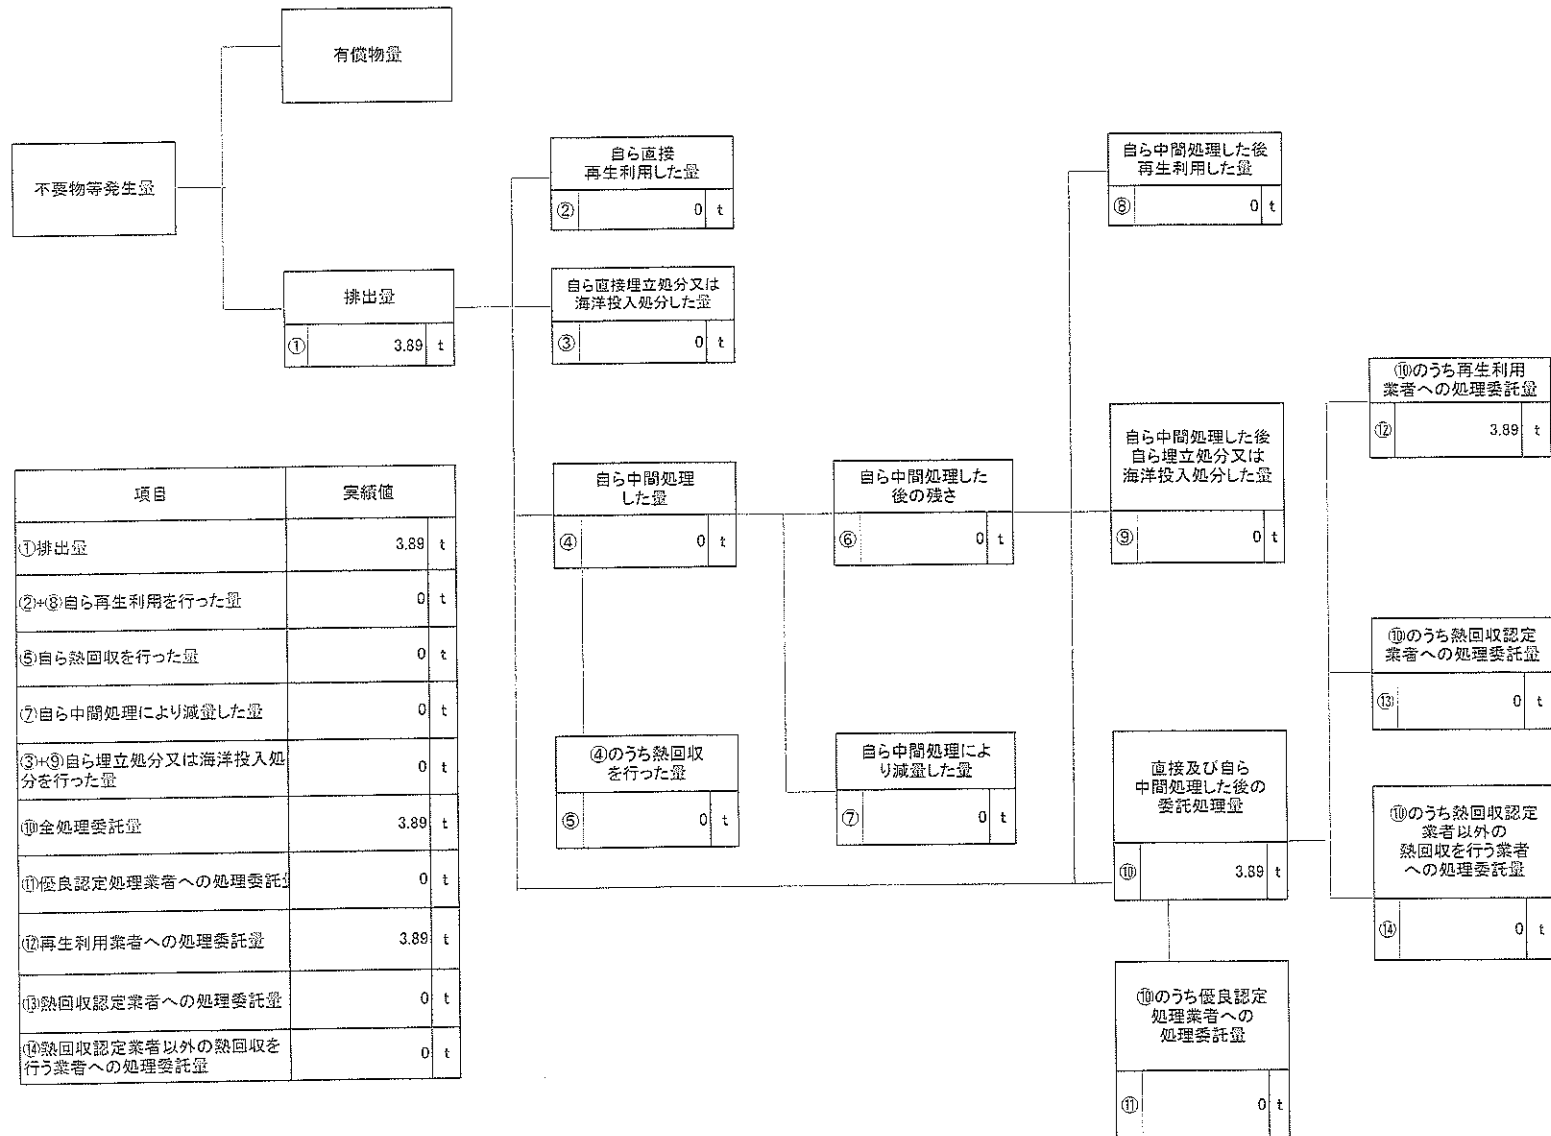 有償物量
不要物等発生量
排出量
① 3.89 t
自ら直接
再生利用した量
② 0 t
自ら直接埋立処分又は
海洋投入処分した量
③ 0 t
自ら中間処理
した量
④ 0 t
④のうち熱回収
を行った量
⑤ 0 t
自ら中間処理した
後の残さ
⑥ 0 t
自ら中間処理によ
り減量した量
⑦ 0 t
自ら中間処理した後
再生利用した量
⑧ 0 t
自ら中間処理した後
自ら埋立処分又は
海洋投入処分した量
⑨ 0 t
直接及び自ら
中間処理した後の
委託処理量
⑩ 3.89 t
⑩のうち優良認定
処理業者への
処理委託量
⑪ 0 t
⑩のうち再生利用
業者への処理委託量
⑫ 3.89 t
⑩のうち熱回収認定
業者への処理委託量
⑬ 0 t
⑩のうち熱回収認定
業者以外の
熱回収を行う業者
への処理委託量
⑭ 0 t
項目 実績値
①排出量 3.89 t
②+⑧自ら再生利用を行った量 0 t
⑤自ら熱回収を行った量 0 t
⑦自ら中間処理により減量した量 0 t
③+⑨自ら埋立処分又は海洋投入処
分を行った量 0 t
⑩全処理委託量 3.89 t
⑪優良認定処理業者への処理委託 0 t
⑫再生利用業者への処理委託量 3.89 t
⑬熱回収認定業者への処理委託量 0 t
⑭熱回収認定業者以外の熱回収を
行う業者への処理委託量 0 t